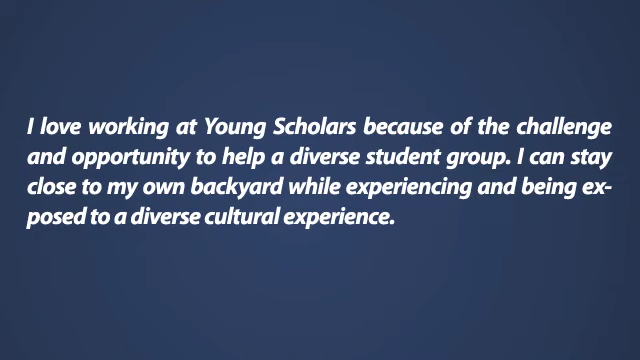 I love working at Young Scholars because of the challenge
and opportunity to help a diverse student group. I can stay
close to my own backyard while experiencing and being ex-
posed to a diverse cultural experience.